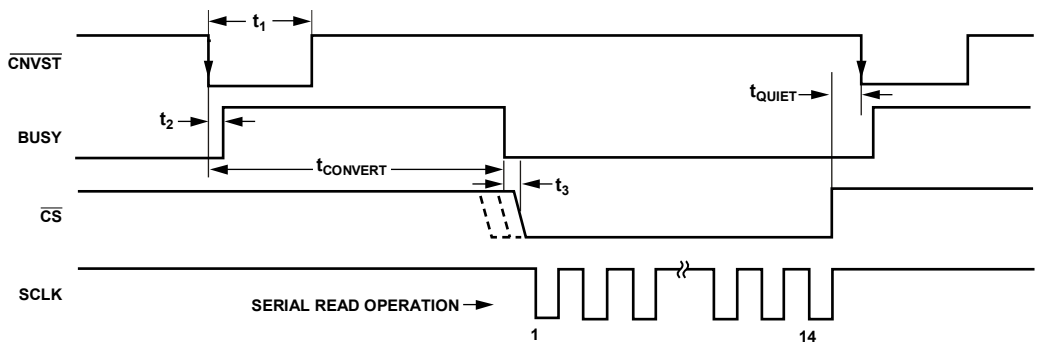 t1
CNVST
tQUIET
t2
BUSY
tCONVERT
t3
CS
SCLK
SERIAL READ OPERATION
1
14